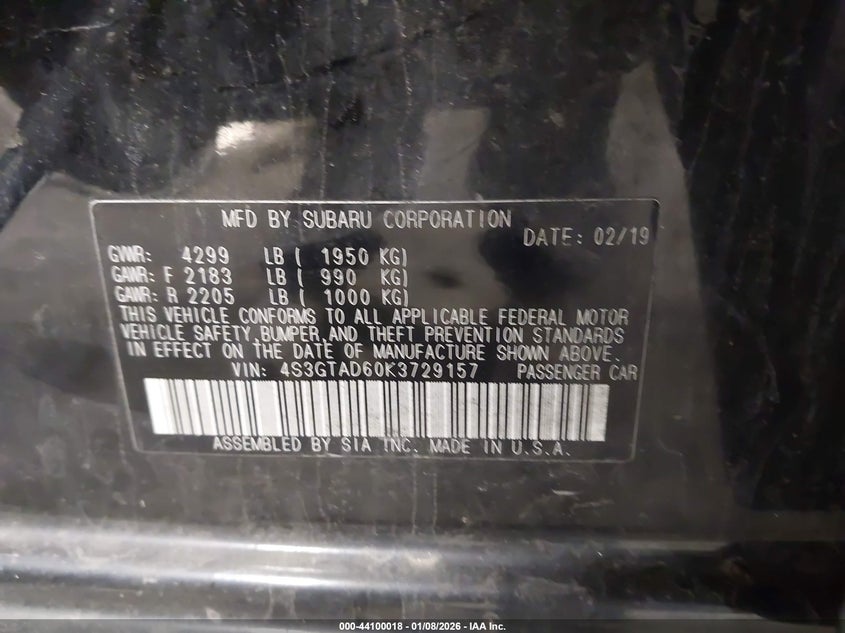 MFD BY SUBARU CORPORATION
DATE: 02/19
GVWR: 4299 LB ( 1950 KG)
GAWR: F 2183 LB ( 990 KG)
GAWR: R 2205 LB ( 1000 KG)
THIS VEHICLE CONFORMS TO ALL APPLICABLE FEDERAL MOTOR
VEHICLE SAFETY,BUMPER,AND THEFT PREVENTION STANDARDS
IN EFFECT ON THE DATE OF MANUFACTURE SHOWN ABOVE.
VIN: 4S3GTAD60K3729157 PASSENGER CAR
ASSEMBLED BY SIA INC. MADE IN U.S.A.
000-44100018 - 01/08/2026 - IAA Inc.